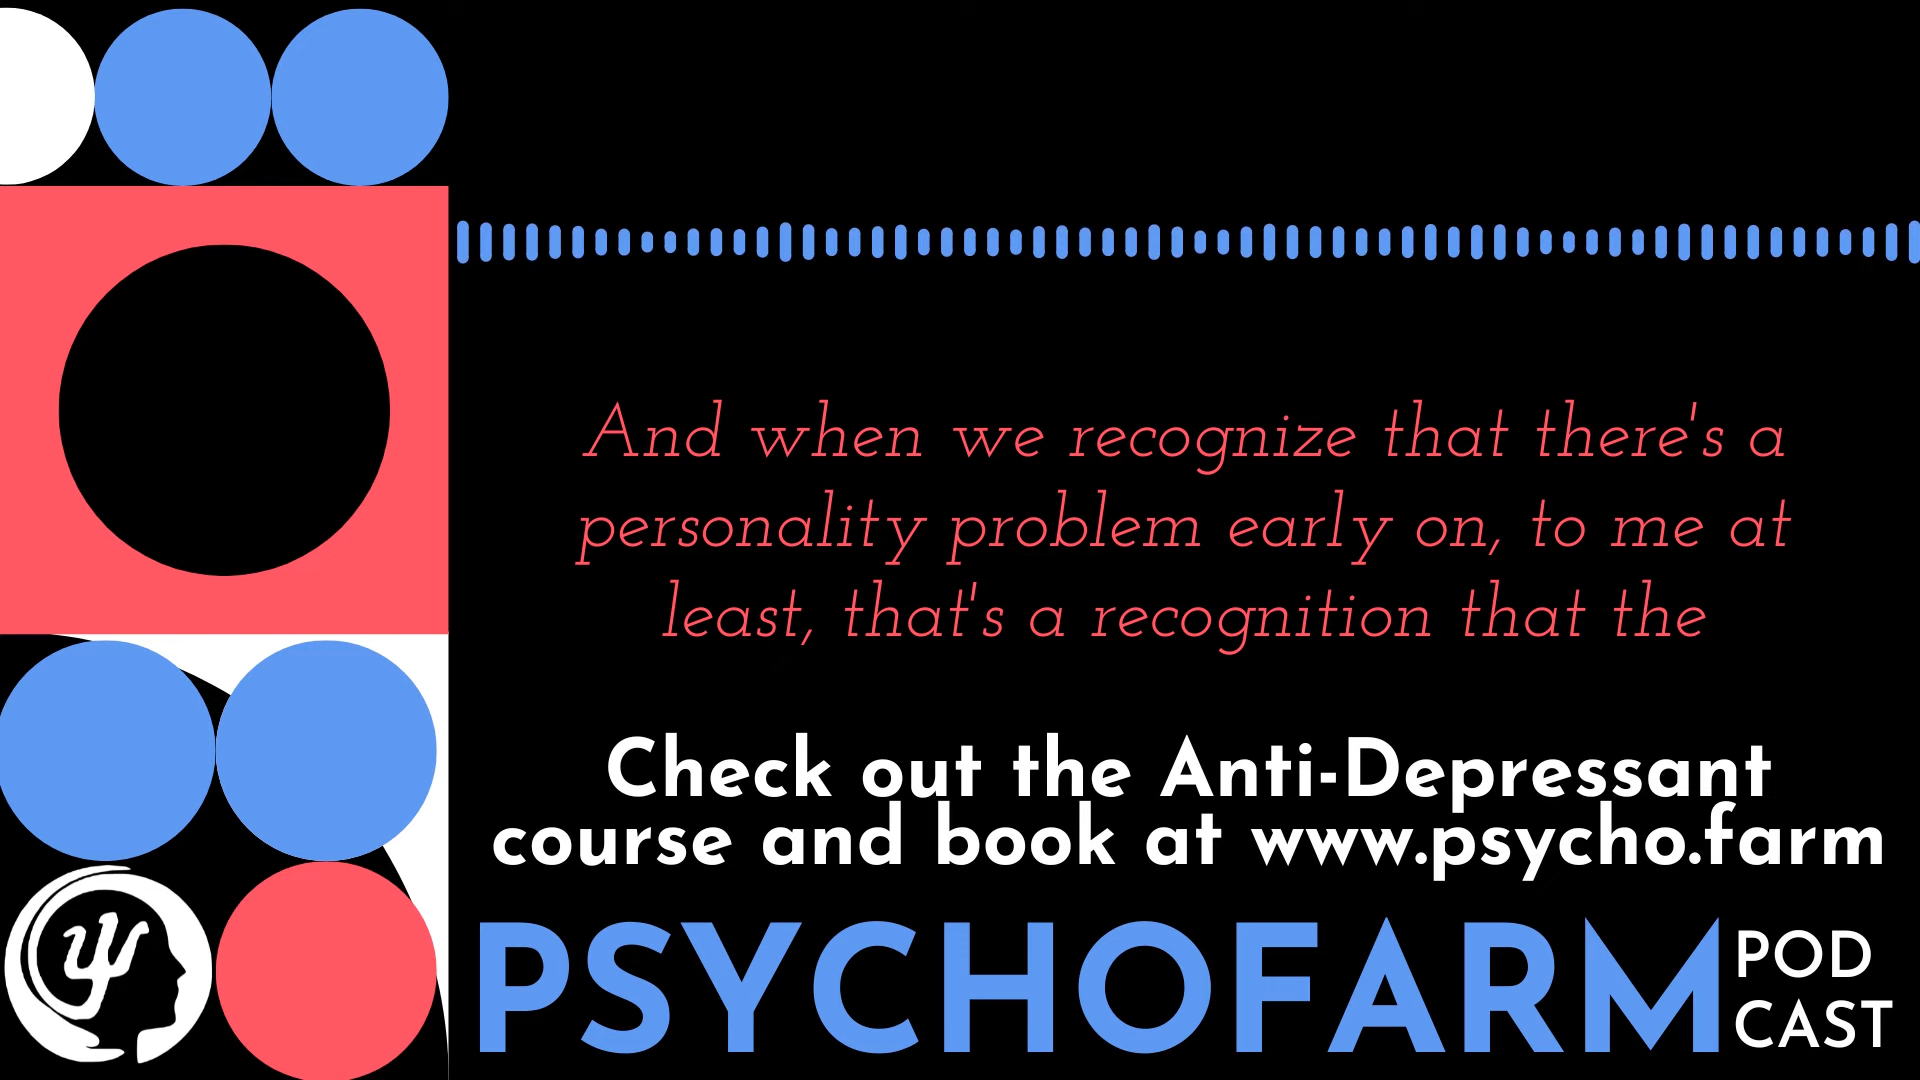 And when we recognize that there's a
personality problem early on, to me at
least, that's a recognition that the
Check out the Anti-Depressant
course and book at www.psycho.farm
PSYCHOFARM
POD
CAST
ψ